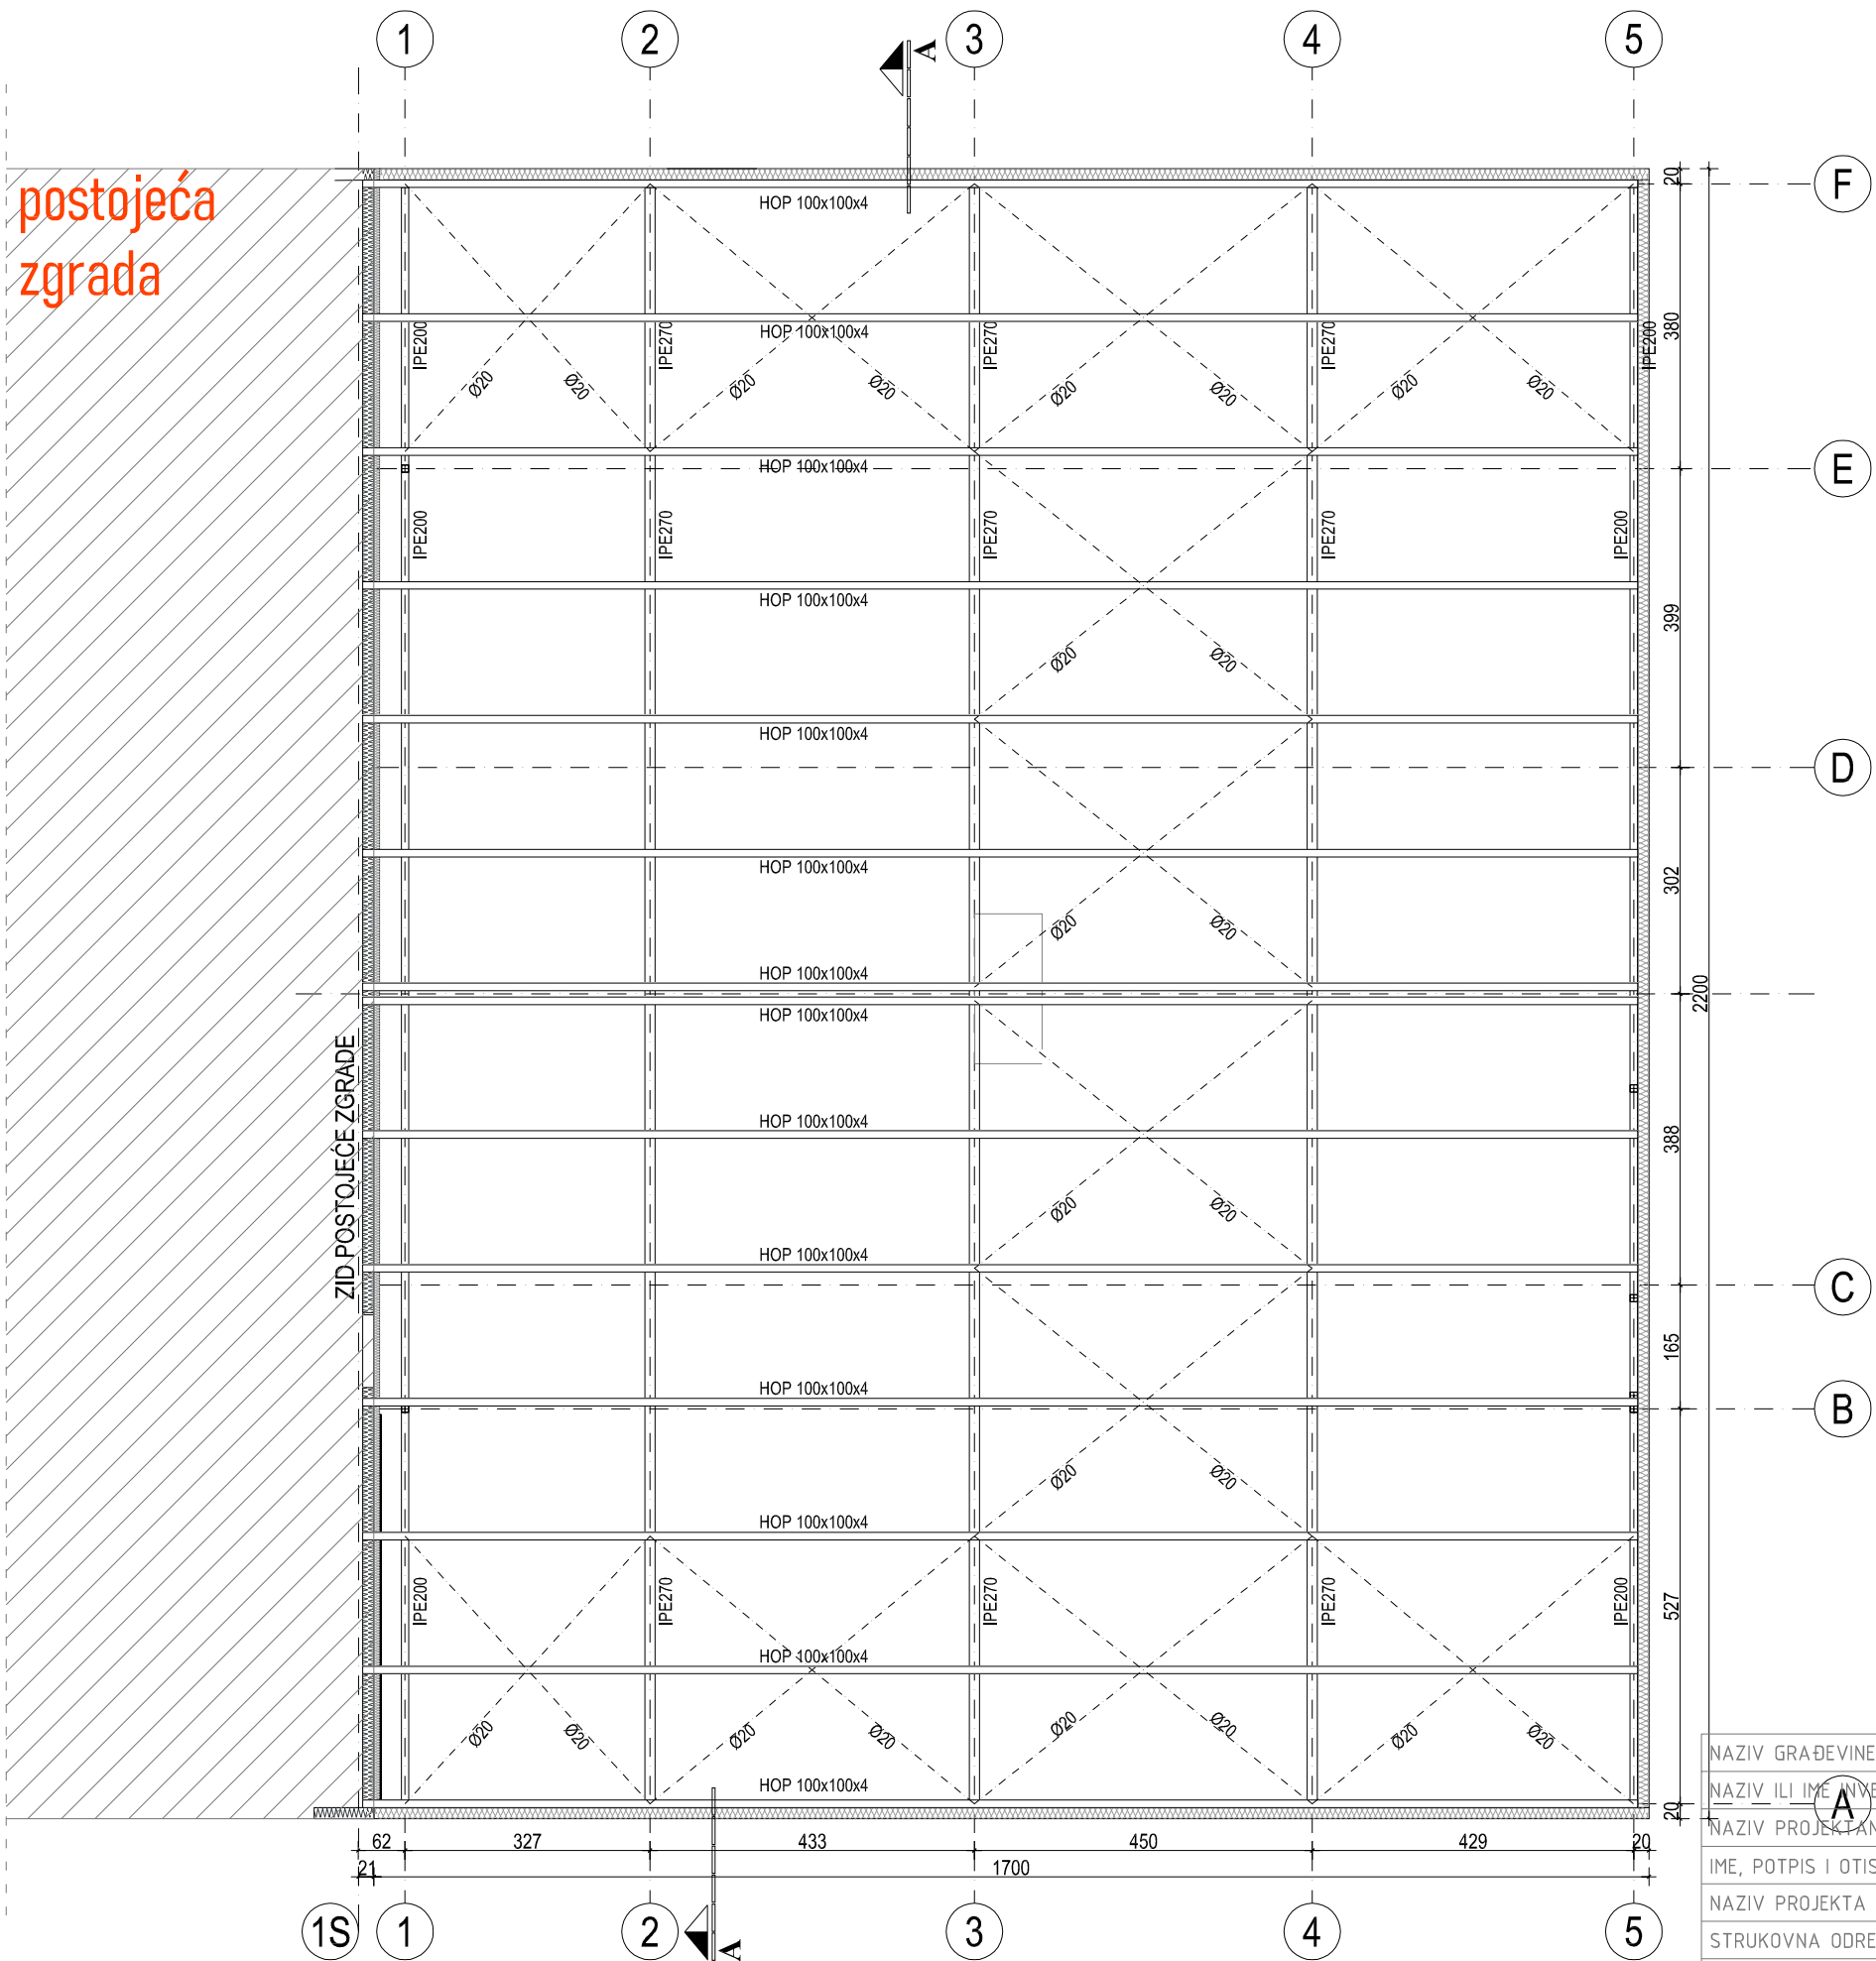 1 2 3 4 5
A
postojeća
zgrada
F
20
HOP 100x100x4
380
HOP 100x100x4
IPE200 IPE270 IPE270 IPE270 IPE200
Ø20 Ø20 Ø20 Ø20 Ø20 Ø20 Ø20 Ø20
HOP 100x100x4
E
IPE200 IPE270 IPE270 IPE270 IPE200
HOP 100x100x4
399
Ø20 Ø20
HOP 100x100x4
D
HOP 100x100x4
302
Ø20 Ø20
HOP 100x100x4
2200
HOP 100x100x4
ZID POSTOJEĆE ZGRADE
HOP 100x100x4
388
Ø20 Ø20
HOP 100x100x4
C
165
HOP 100x100x4
B
Ø20 Ø20
HOP 100x100x4
IPE200 IPE270 IPE270 IPE270 IPE200
527
HOP 100x100x4
Ø20 Ø20 Ø20 Ø20 Ø20 Ø20 Ø20 Ø20
HOP 100x100x4
20
A
NAZIV GRAĐEVINE
NAZIV ILI IME INVE
NAZIV PROJEKTAN
IME, POTPIS I OTIS
NAZIV PROJEKTA
STRUKOVNA ODRE
62 327 433 450 429 20
21 1700
1S 1 2 3 4 5
A